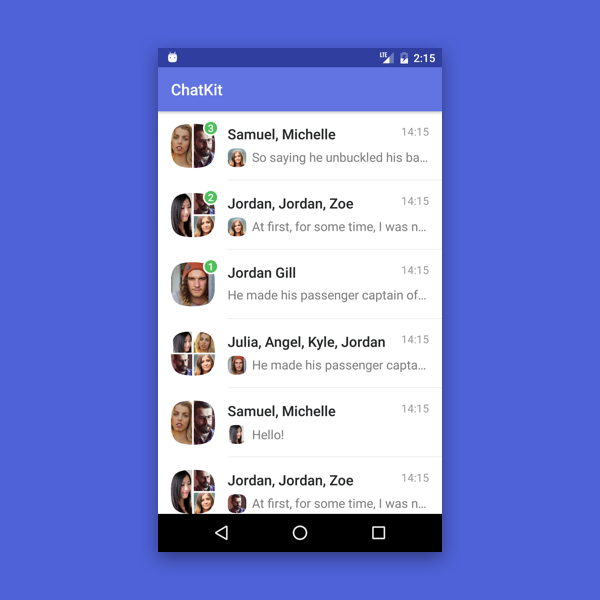 LTE 2:15
ChatKit
3
Samuel, Michelle 14:15
So saying he unbuckled his ba...
2
Jordan, Jordan, Zoe 14:15
At first, for some time, I was n...
1
Jordan Gill 14:15
He made his passenger captain of...
Julia, Angel, Kyle, Jordan 14:15
He made his passenger capta...
Samuel, Michelle 14:15
Hello!
Jordan, Jordan, Zoe 14:15
At first, for some time, I was n...